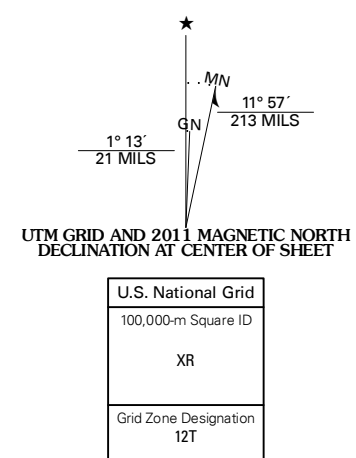 ★
MN
GN
11° 57´
213 MILS
1° 13´
21 MILS
UTM GRID AND 2011 MAGNETIC NORTH
DECLINATION AT CENTER OF SHEET
U.S. National Grid
100,000-m Square ID
XR
Grid Zone Designation
12T